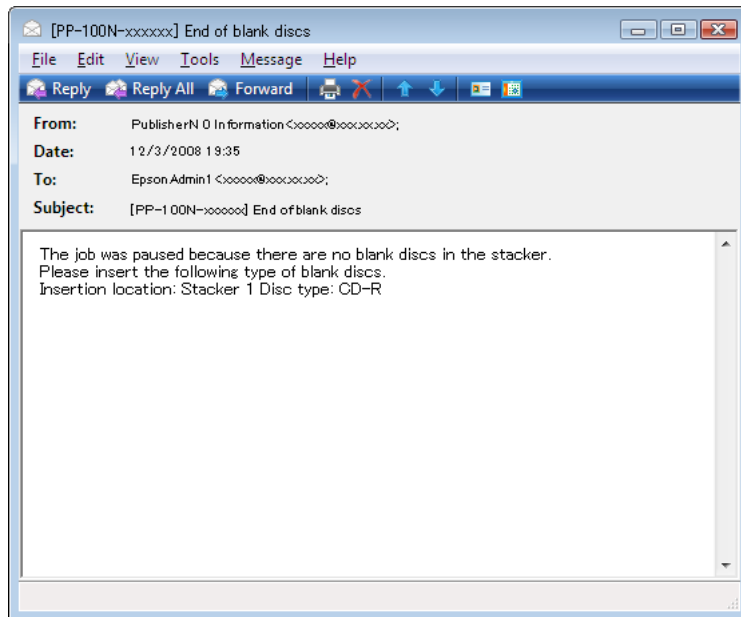 [PP-100N-xxxxxx] End of blank discs
File Edit View Tools Message Help
Reply Reply All Forward
From: PublisherN 0 Information<xxxxx@xxx.xx.xx>;
Date: 12/3/2008 19:35
To: Epson Admin1 <xxxxx@xxx.xx.xx>;
Subject: [PP-100N-xxxxxx] End of blank discs
The job was paused because there are no blank discs in the stacker.
Please insert the following type of blank discs.
Insertion location: Stacker 1 Disc type: CD-R